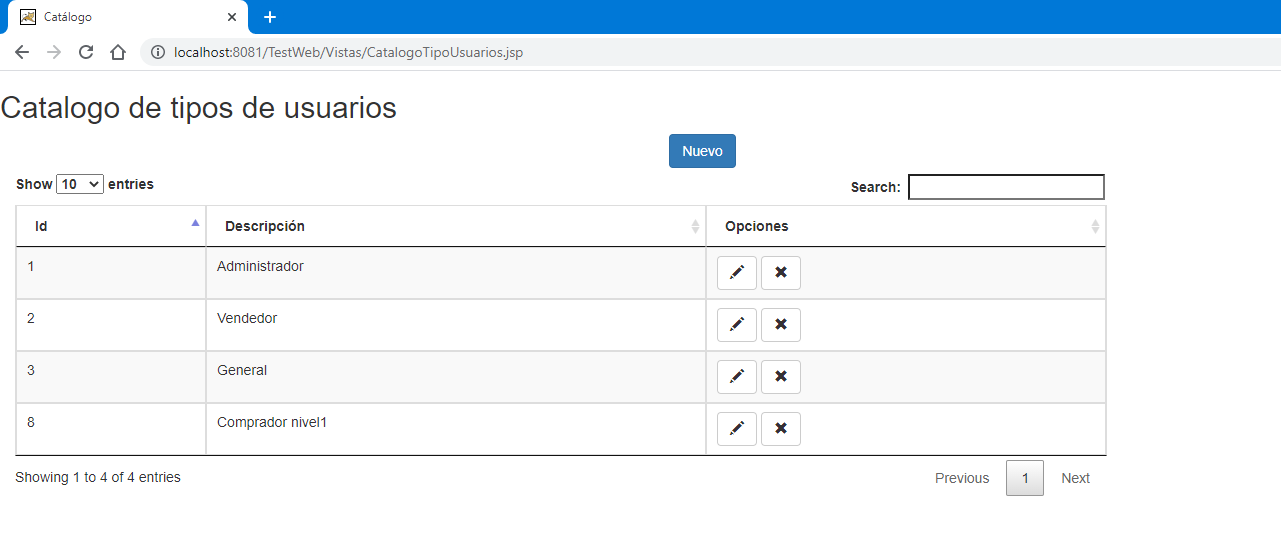 Catálogo
localhost:8081/TestWeb/Vistas/CatalogoTipoUsuarios.jsp
Catalogo de tipos de usuarios
Nuevo
Show 10 entries Search:
Id Descripción Opciones
1 Administrador
2 Vendedor
3 General
8 Comprador nivel1
Showing 1 to 4 of 4 entries Previous 1 Next